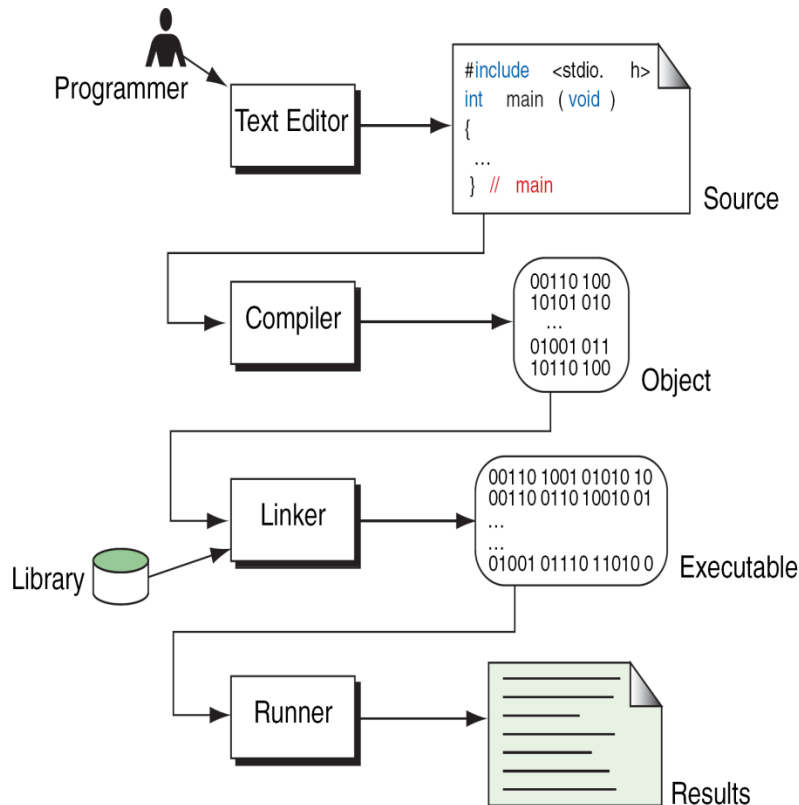 Programmer
Text Editor
#include <stdio. h>
int main ( void )
{
...
} // main
Source
Compiler
00110 100
10101 010
...
01001 011
10110 100
Object
Linker
Library
00110 1001 01010 10
00110 0110 10010 01
...
...
01001 01110 11010 0
Executable
Runner
Results